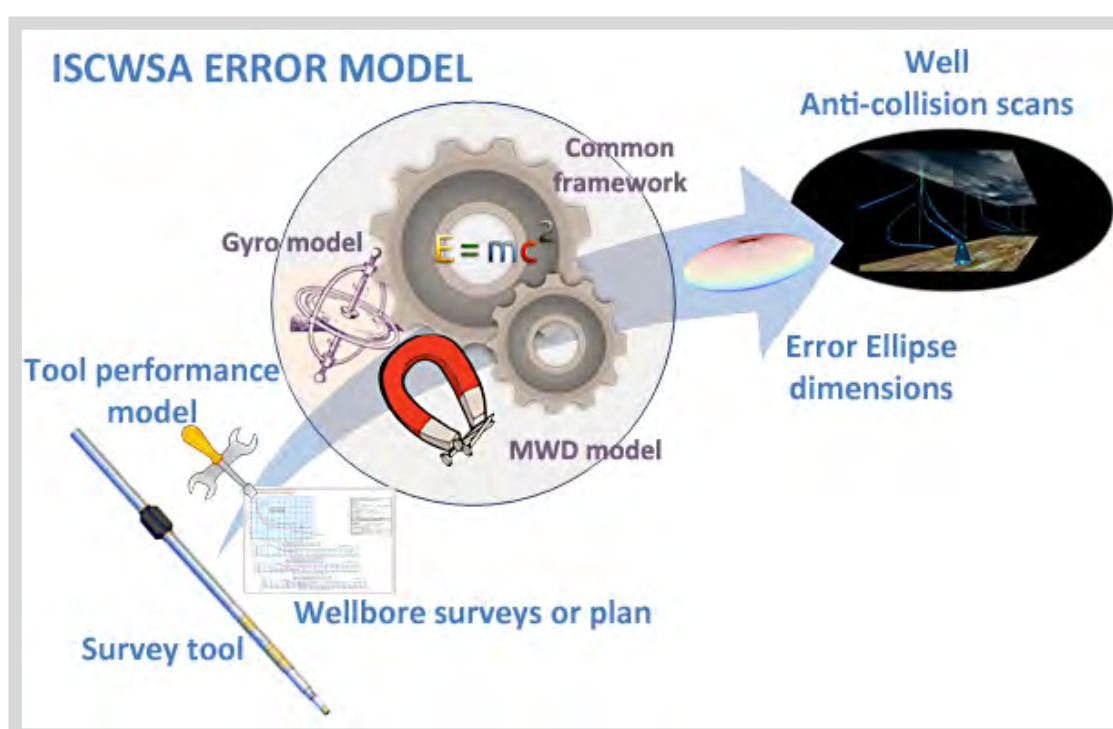 ISCWSA ERROR MODEL
Well
Anti-collision scans
Common
framework
Gyro model
E = mc²
Tool performance
model
Error Ellipse
dimensions
MWD model
Wellbore surveys or plan
Survey tool